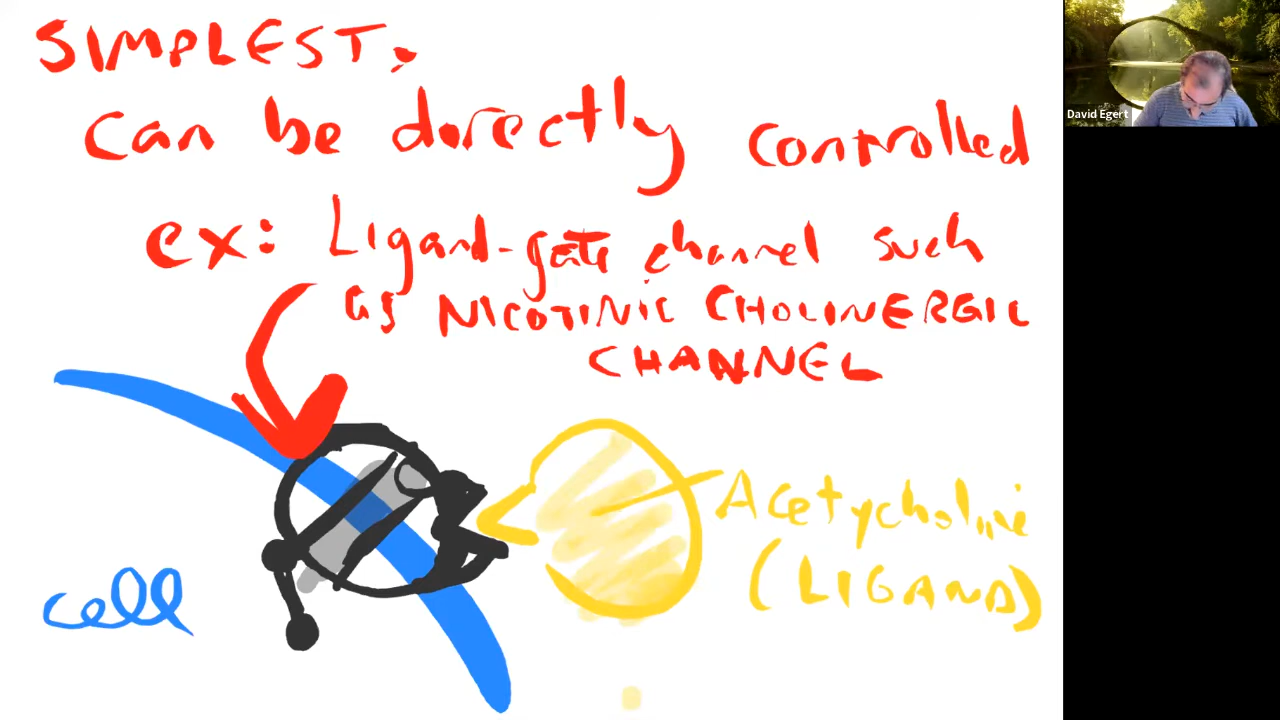 SIMPLEST.
can be directly controlled
ex: Ligand-gate channel such
as NICOTINIC CHOLINERGIC
CHANNEL
Acetycholine
(LIGAND)
cell
David Egert